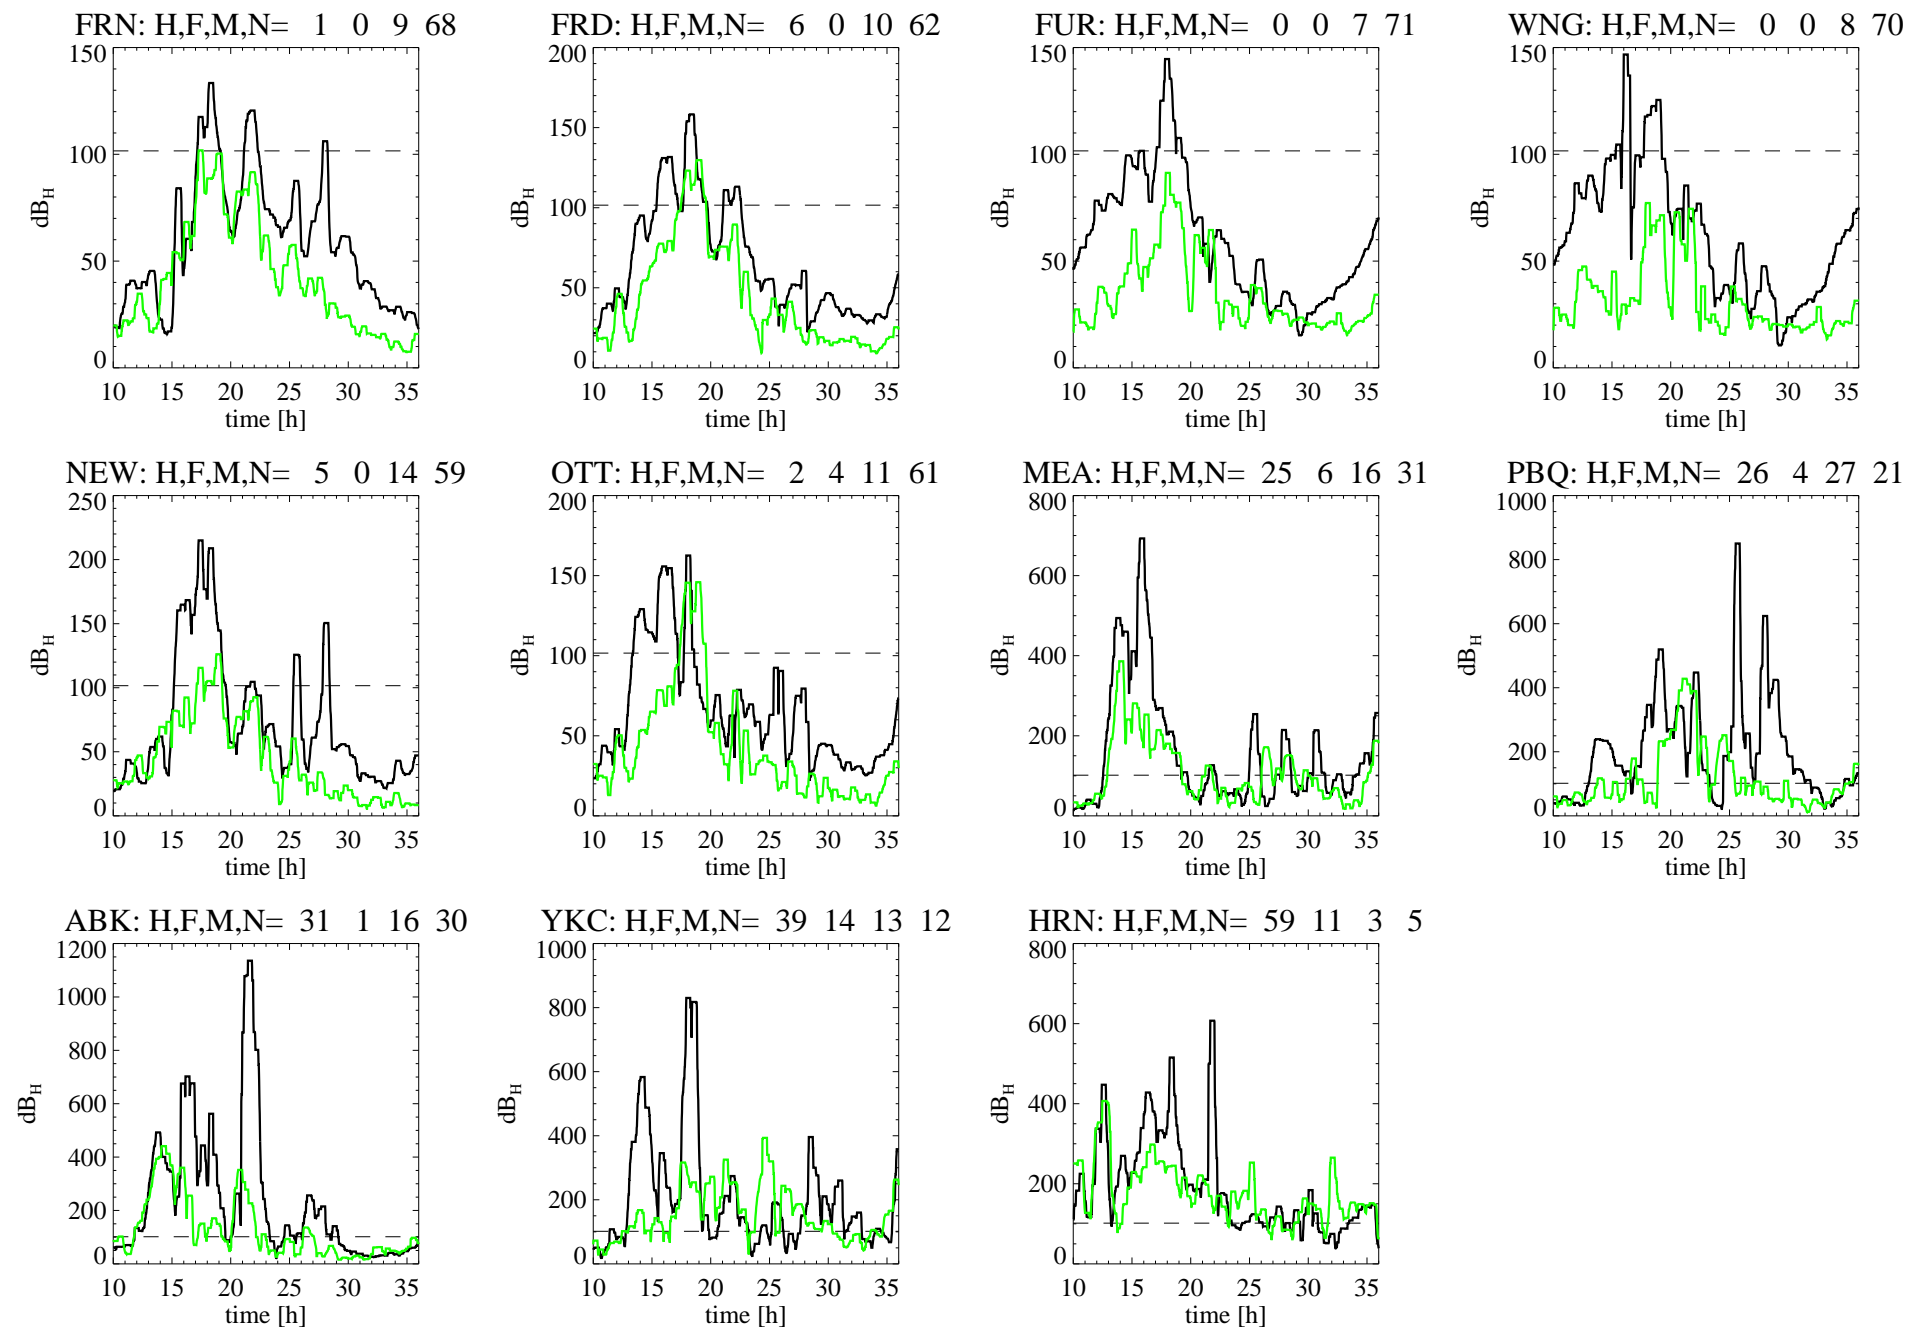 FRN: H,F,M,N= 1 0 9 68
150
100
50
0
dB_H
10 15 20 25 30 35
time [h]
FRD: H,F,M,N= 6 0 10 62
200
150
100
50
0
dB_H
10 15 20 25 30 35
time [h]
FUR: H,F,M,N= 0 0 7 71
150
100
50
0
dB_H
10 15 20 25 30 35
time [h]
WNG: H,F,M,N= 0 0 8 70
150
100
50
0
dB_H
10 15 20 25 30 35
time [h]
NEW: H,F,M,N= 5 0 14 59
250
200
150
100
50
0
dB_H
10 15 20 25 30 35
time [h]
OTT: H,F,M,N= 2 4 11 61
200
150
100
50
0
dB_H
10 15 20 25 30 35
time [h]
MEA: H,F,M,N= 25 6 16 31
800
600
400
200
0
dB_H
10 15 20 25 30 35
time [h]
PBQ: H,F,M,N= 26 4 27 21
1000
800
600
400
200
0
dB_H
10 15 20 25 30 35
time [h]
ABK: H,F,M,N= 31 1 16 30
1200
1000
800
600
400
200
0
dB_H
10 15 20 25 30 35
time [h]
YKC: H,F,M,N= 39 14 13 12
1000
800
600
400
200
0
dB_H
10 15 20 25 30 35
time [h]
HRN: H,F,M,N= 59 11 3 5
800
600
400
200
0
dB_H
10 15 20 25 30 35
time [h]